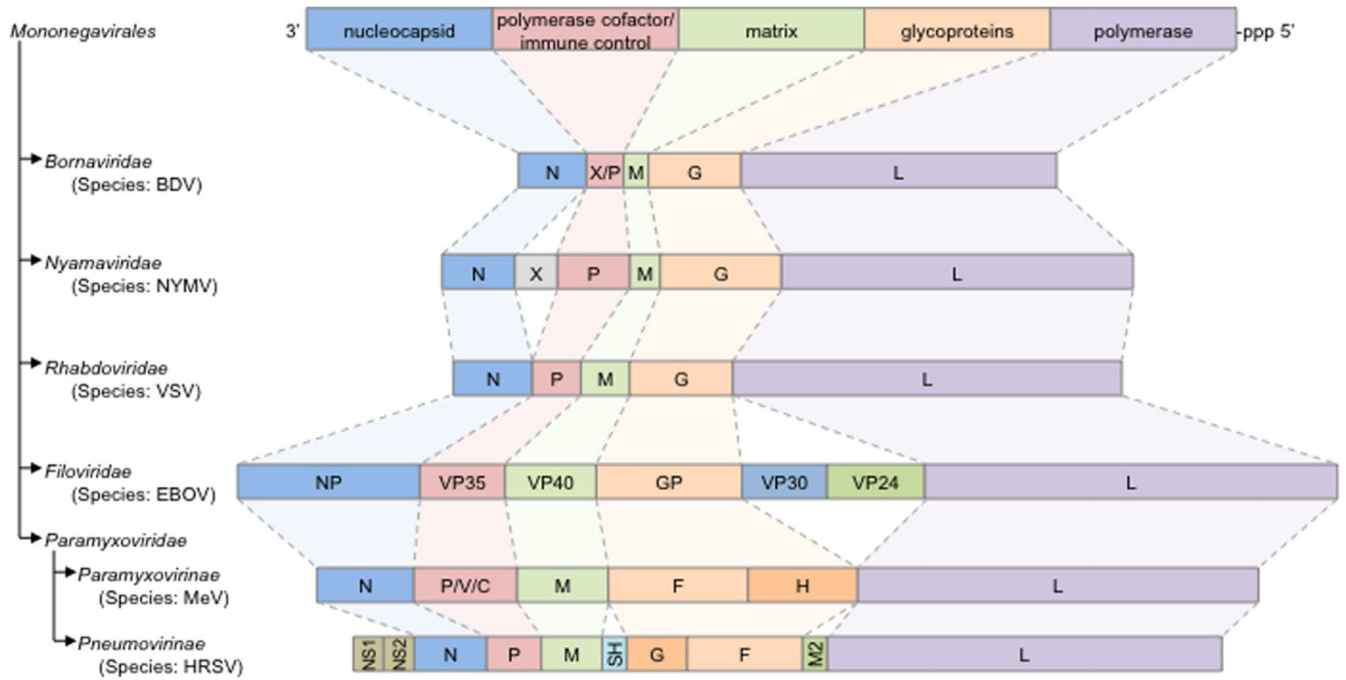 Mononegavirales
3' nucleocapsid polymerase cofactor/ immune control matrix glycoproteins polymerase -ppp 5'
Bornaviridae
(Species: BDV)
N X/P M G L
Nyamaviridae
(Species: NYMV)
N X P M G L
Rhabdoviridae
(Species: VSV)
N P M G L
Filoviridae
(Species: EBOV)
NP VP35 VP40 GP VP30 VP24 L
Paramyxoviridae
Paramyxovirinae
(Species: MeV)
N P/V/C M F H L
Pneumovirinae
(Species: HRSV)
NS1 NS2 N P M SH G F M2 L